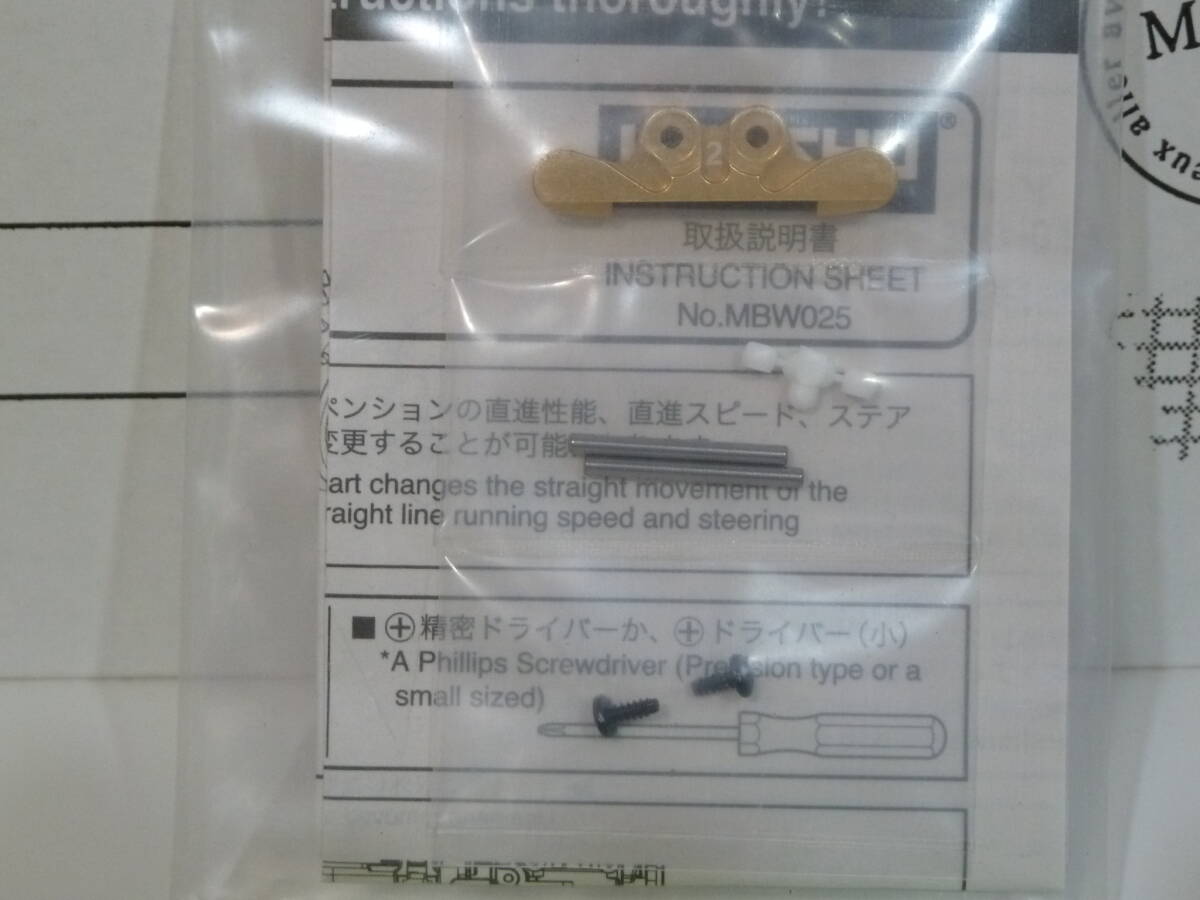 ructions thoroughly!
M
®
2
取扱説明書
INSTRUCTION SHEET
No.MBW025
ペンションの直進性能、直進スピード、ステア
変更することが可能
art changes the straight movement of the
raight line running speed and steering
■⊕精密ドライバーか、⊕ドライバー(小)
*A Phillips Screwdriver (Precision type or a
small sized)